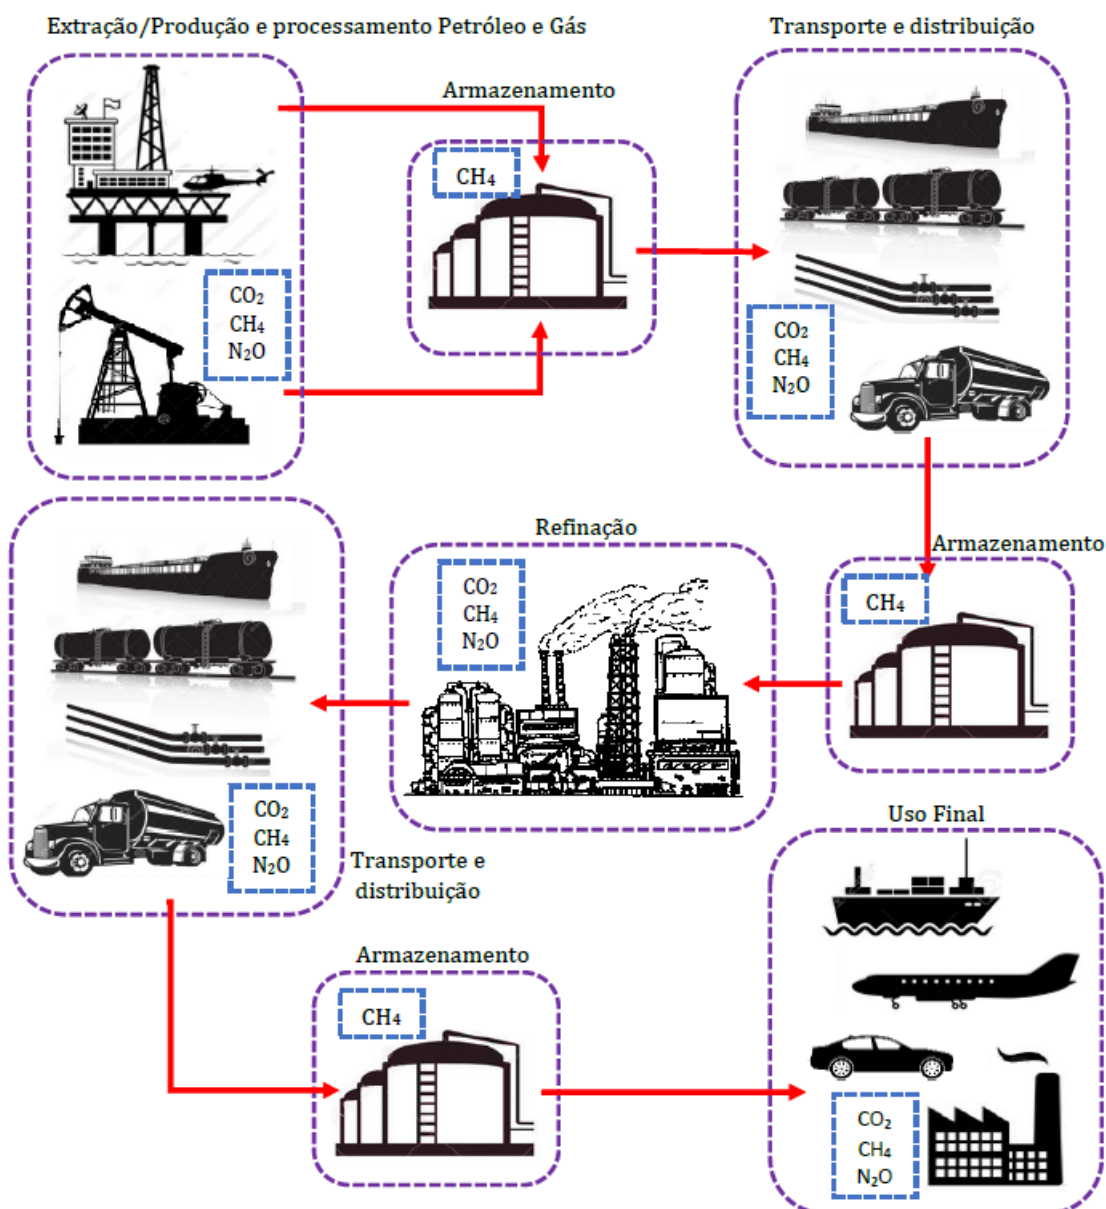 Extração/Produção e processamento Petróleo e Gás
Transporte e distribuição
Armazenamento
CH₄
CO₂
CH₄
N₂O
CO₂
CH₄
N₂O
Refinação
Armazenamento
CO₂
CH₄
N₂O
CH₄
CO₂
CH₄
N₂O
Transporte e
distribuição
Uso Final
Armazenamento
CH₄
CO₂
CH₄
N₂O